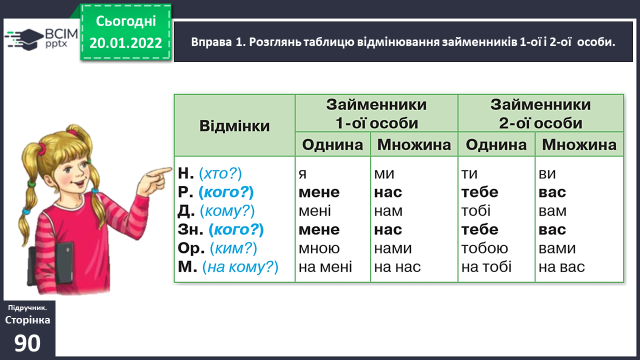 ВСІМ
pptx
Сьогодні
20.01.2022
Вправа 1. Розглянь таблицю відмінювання займенників 1-ої і 2-ої особи.
Відмінки
Займенники
1-ої особи
Займенники
2-ої особи
Однина Множина Однина Множина
Н. (хто?) я ми ти ви
Р. (кого?) мене нас тебе вас
Д. (кому?) мені нам тобі вам
Зн. (кого?) мене нас тебе вас
Ор. (ким?) мною нами тобою вами
М. (на кому?) на мені на нас на тобі на вас
Підручник.
Сторінка
90